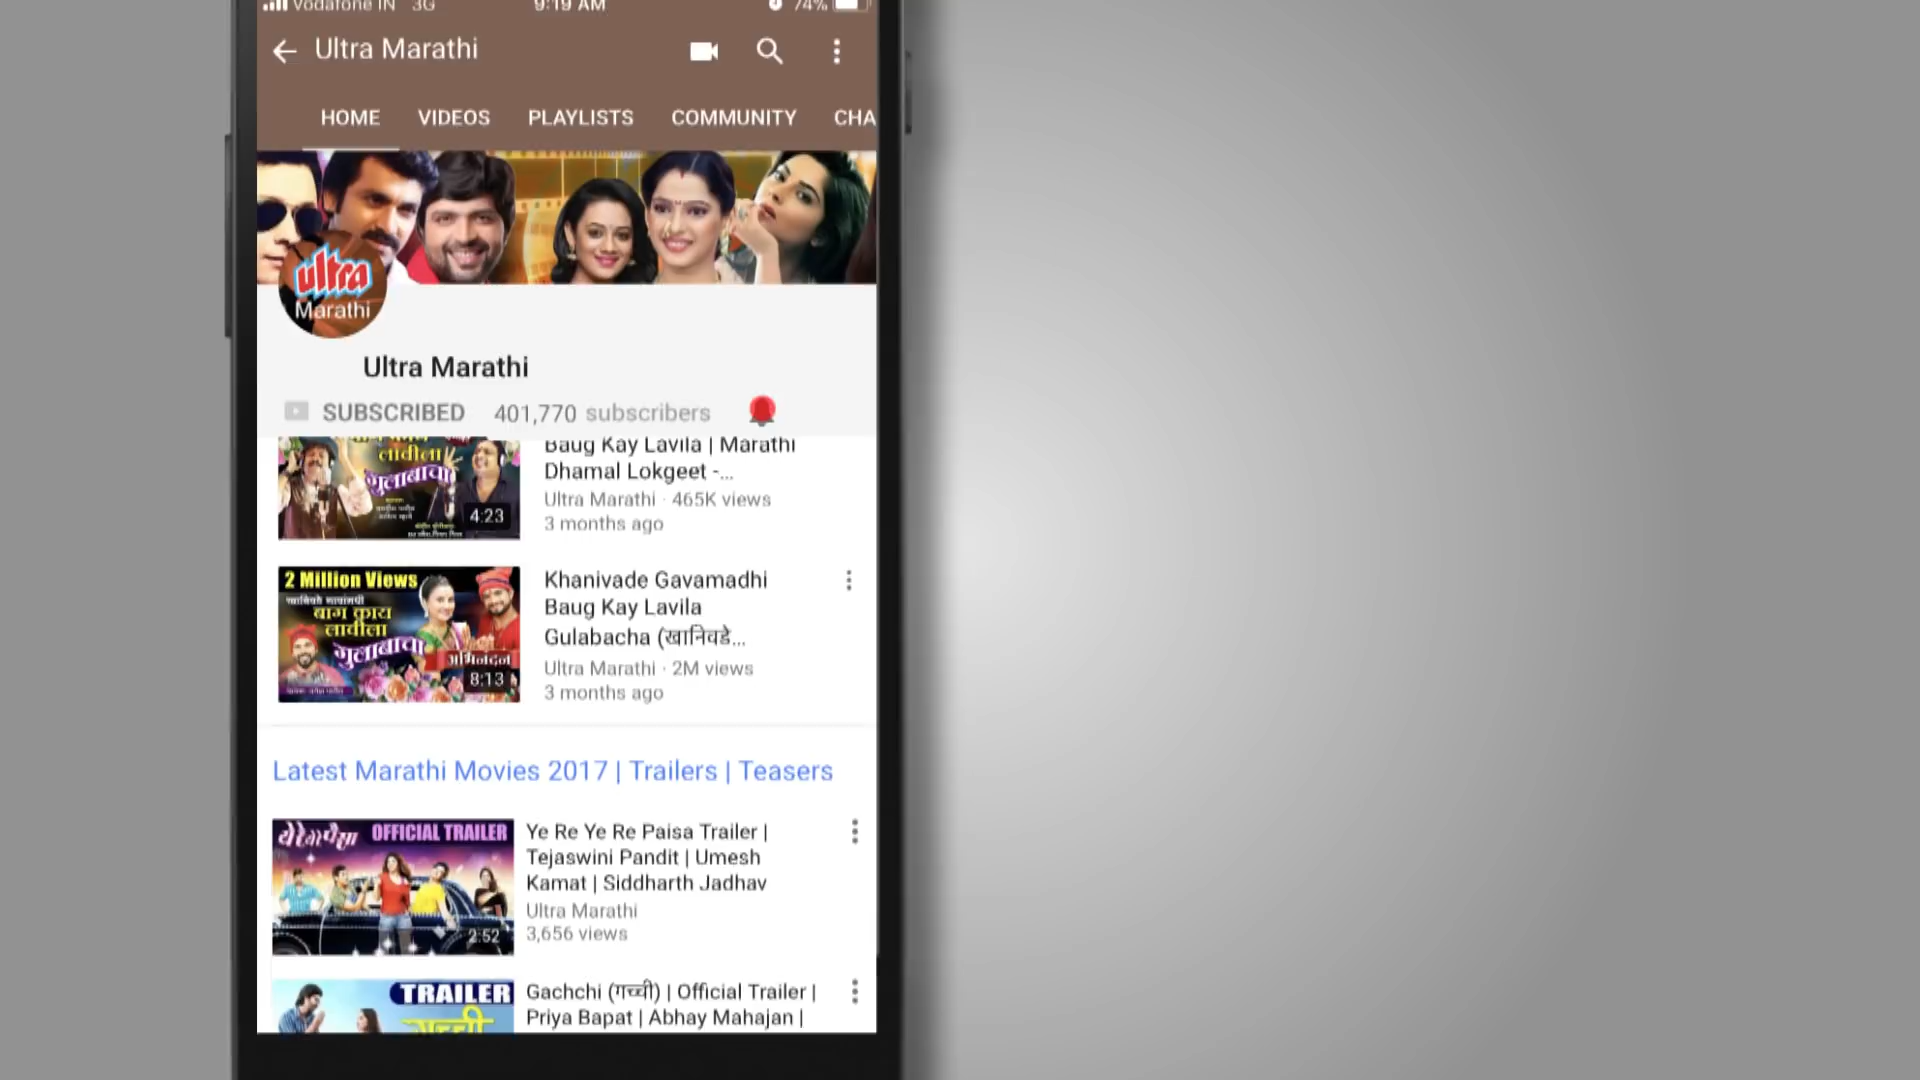 Vodafone IN 3G 9:19 AM 74%
Ultra Marathi
HOME VIDEOS PLAYLISTS COMMUNITY CHA
ultra
Marathi
Ultra Marathi
SUBSCRIBED 401,770 subscribers
लावीला
गुलाबाचा
4:23
Baug Kay Lavila | Marathi
Dhamal Lokgeet -...
Ultra Marathi · 465K views
3 months ago
2 Million Views
बाग काय
लावीला
गुलाबाचा
अभिनंदन
8:13
Khanivade Gavamadhi
Baug Kay Lavila
Gulabacha (खानिवडे...
Ultra Marathi · 2M views
3 months ago
Latest Marathi Movies 2017 | Trailers | Teasers
ये रे ये रे पैसा OFFICIAL TRAILER
2:52
Ye Re Ye Re Paisa Trailer |
Tejaswini Pandit | Umesh
Kamat | Siddharth Jadhav
Ultra Marathi
3,656 views
TRAILER
गच्ची
Gachchi (गच्ची) | Official Trailer |
Priya Bapat | Abhay Mahajan |